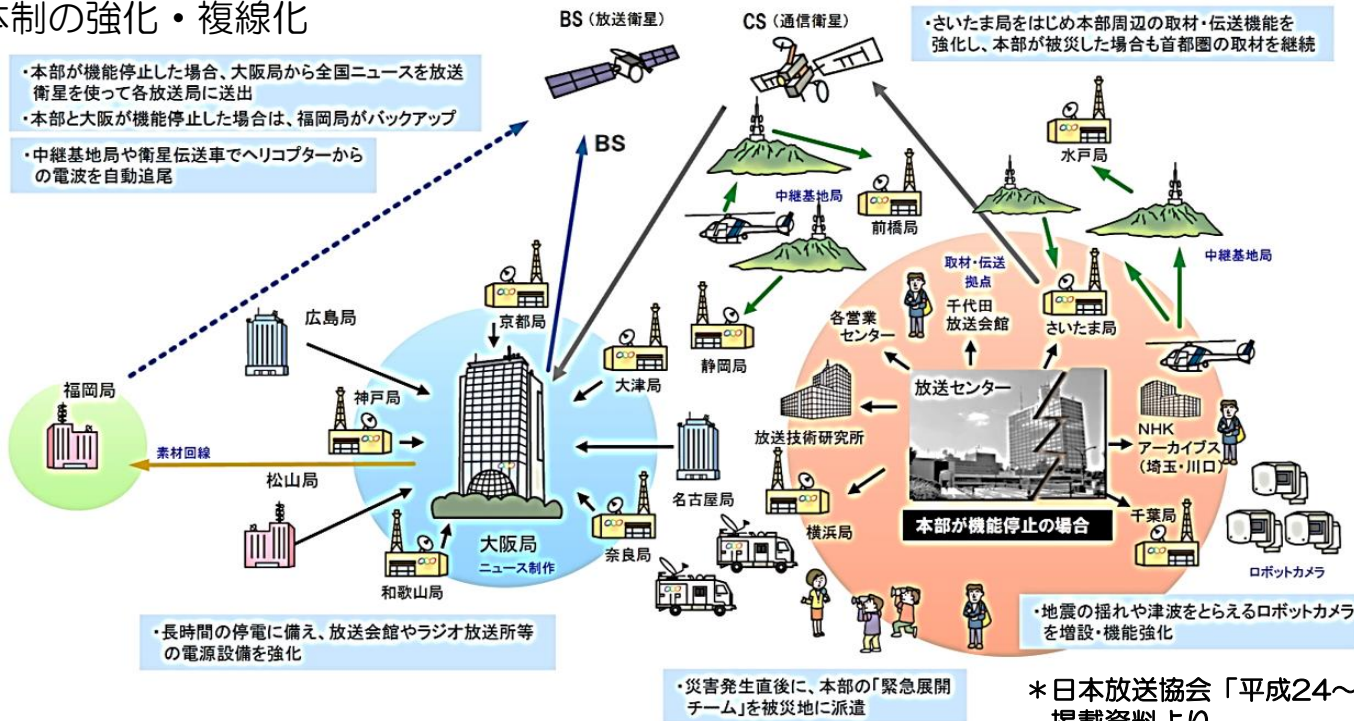 体制の強化・複線化
BS（放送衛星）
CS（通信衛星）
・さいたま局をはじめ本部周辺の取材・伝送機能を
強化し、本部が被災した場合も首都圏の取材を継続
・本部が機能停止した場合、大阪局から全国ニュースを放送
衛星を使って各放送局に送出
・本部と大阪が機能停止した場合は、福岡局がバックアップ
・中継基地局や衛星伝送車でヘリコプターから
の電波を自動追尾
BS
水戸局
中継基地局
前橋局
中継基地局
取材・伝送
拠点
千代田
放送会館
各営業
センター
さいたま局
京都局
広島局
大津局
静岡局
福岡局
神戸局
放送センター
放送技術研究所
NHK
アーカイブス
（埼玉・川口）
素材回線
松山局
名古屋局
横浜局
本部が機能停止の場合
千葉局
大阪局
ニュース制作
奈良局
和歌山局
ロボットカメラ
・長時間の停電に備え、放送会館やラジオ放送所等
の電源設備を強化
・地震の揺れや津波をとらえるロボットカメラ
を増設・機能強化
・災害発生直後に、本部の「緊急展開
チーム」を被災地に派遣
＊日本放送協会「平成24～
掲載資料より